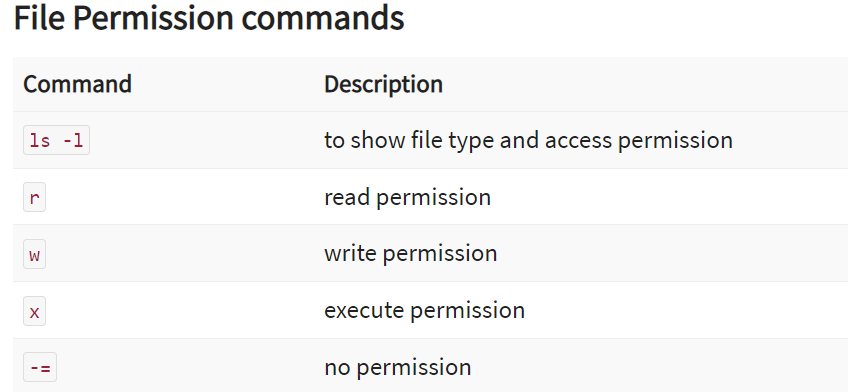 File Permission commands
Command Description
ls -l to show file type and access permission
r read permission
w write permission
x execute permission
-= no permission